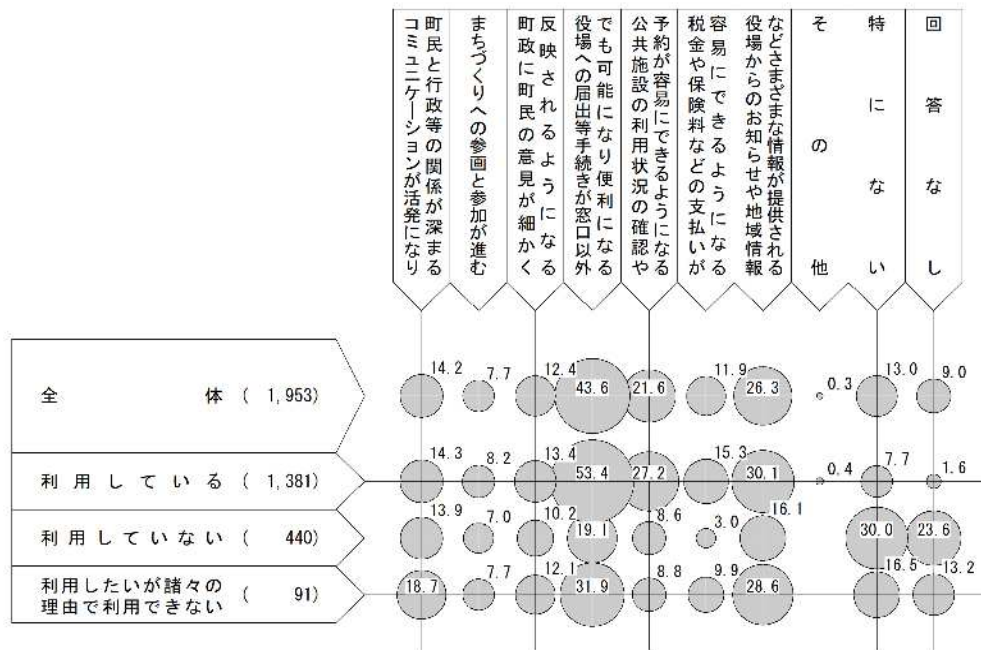 コミュニケーションが活発になり
町民と行政等の関係が深まる
まちづくりへの参画と参加が進む
町政に町民の意見が細かく
反映されるようになる
役場への届出等手続きが窓口以外
でも可能になり便利になる
公共施設の利用状況の確認や
予約が容易にできるようになる
税金や保険料などの支払いが
容易にできるようになる
役場からのお知らせや地域情報
などさまざまな情報が提供される
その他
特にない
回答なし
全体 ( 1,953) 14.2 7.7 12.4 43.6 21.6 11.9 26.3 0.3 13.0 9.0
利用している ( 1,381) 14.3 8.2 13.4 53.4 27.2 15.3 30.1 0.4 7.7 1.6
利用していない ( 440) 13.9 7.0 10.2 19.1 8.6 3.0 16.1 30.0 23.6
利用したいが諸々の
理由で利用できない ( 91) 18.7 7.7 12.1 31.9 8.8 9.9 28.6 16.5 13.2